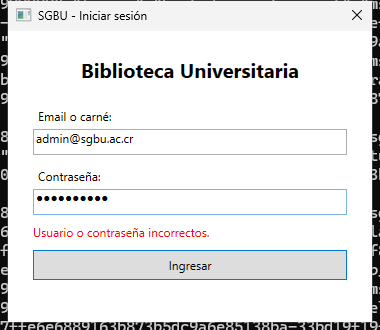 SGBU - Iniciar sesión
Biblioteca Universitaria
Email o carné:
admin@sgbu.ac.cr
Contraseña:
●●●●●●●●●●
Usuario o contraseña incorrectos.
Ingresar